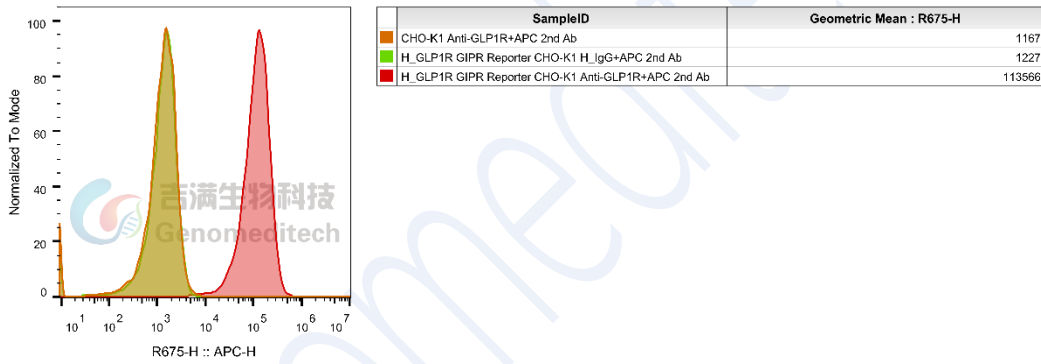 Normalized To Mode
100
80
60
40
20
0
10^1 10^2 10^3 10^4 10^5 10^6 10^7
R675-H :: APC-H
吉满生物科技
Genomeditech
SampleID Geometric Mean : R675-H
CHO-K1 Anti-GLP1R+APC 2nd Ab 1167
H_GLP1R GIPR Reporter CHO-K1 H_IgG+APC 2nd Ab 1227
H_GLP1R GIPR Reporter CHO-K1 Anti-GLP1R+APC 2nd Ab 113566